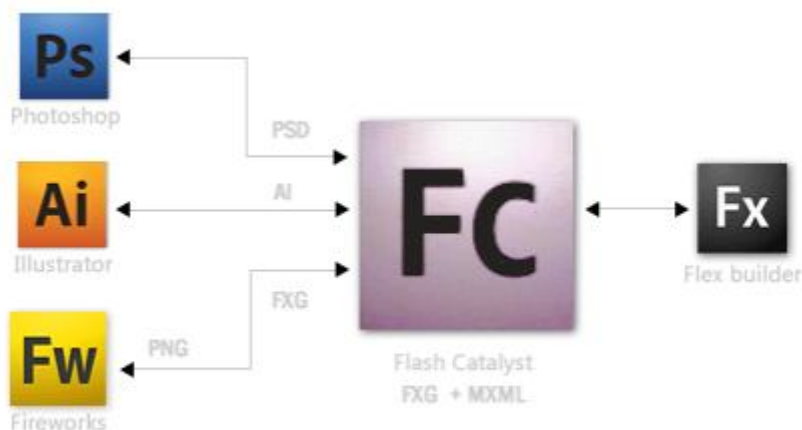 Ps
Photoshop
PSD
Ai
Illustrator
AI
Fw
Fireworks
PNG
FXG
Fc
Flash Catalyst
FXG + MXML
Fx
Flex builder